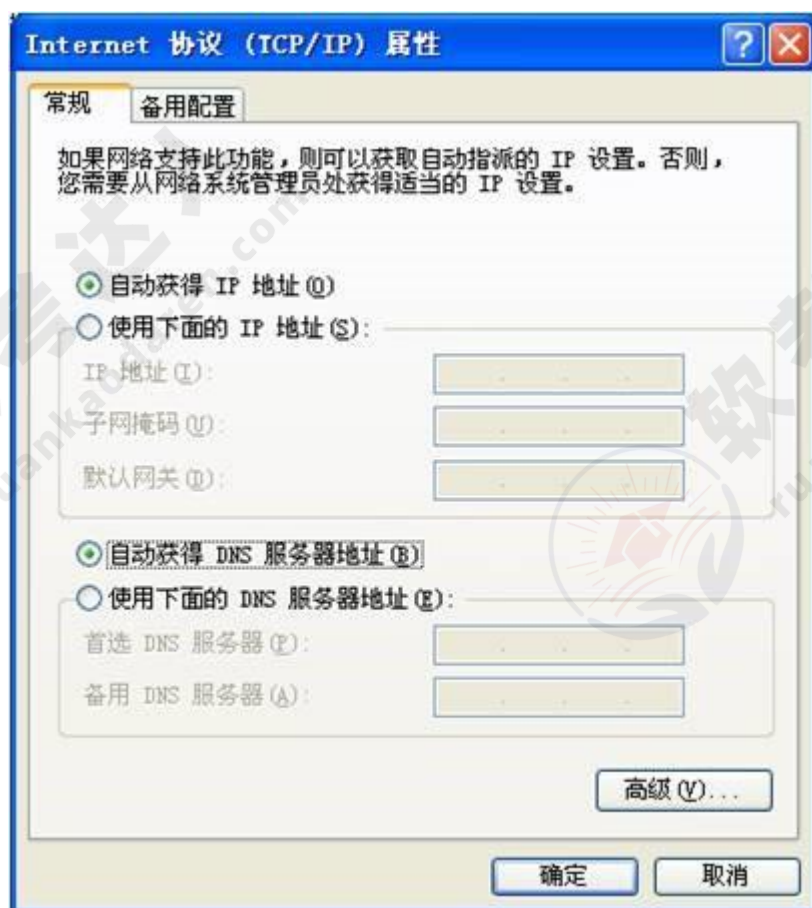 Internet 协议 (TCP/IP) 属性
常规
备用配置
如果网络支持此功能，则可以获取自动指派的 IP 设置。否则，
您需要从网络系统管理员处获得适当的 IP 设置。
自动获得 IP 地址(O)
使用下面的 IP 地址(S):
IP 地址(I):
子网掩码(U):
默认网关(D):
自动获得 DNS 服务器地址(B)
使用下面的 DNS 服务器地址(E):
首选 DNS 服务器(P):
备用 DNS 服务器(A):
高级(V)...
确定
取消